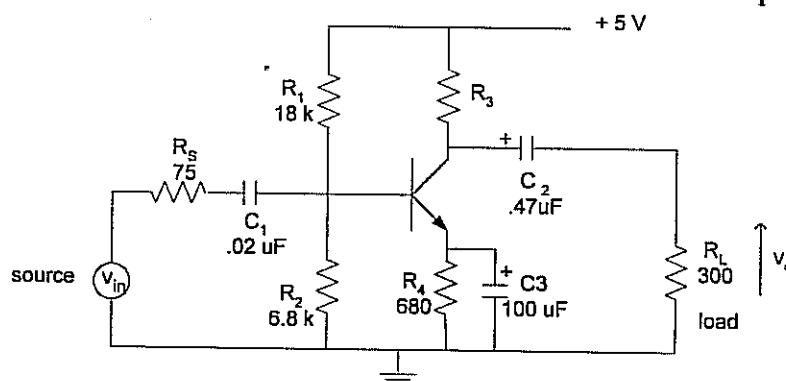 + 5 V
R1
18 k
R3
RS
75
+
C2
.47uF
C1
.02 uF
source
vin
R2
6.8 k
R4
680
+
C3
100 uF
RL
300
load